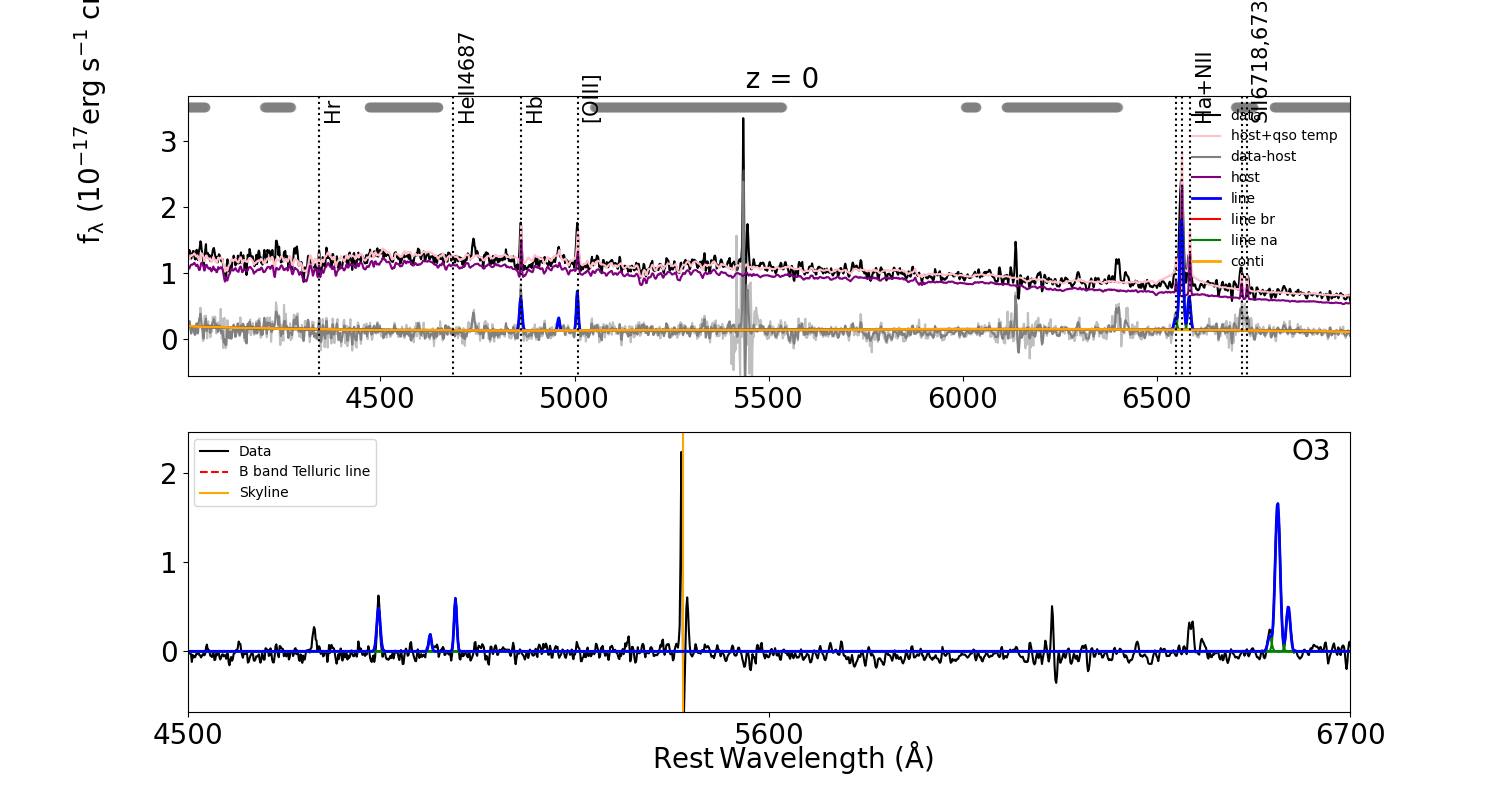 z = 0
f_λ (10^−17 erg s^−1
Hr
HeII4687
Hb
[OIII]
Ha+NII
SII6718,673
data
host+qso temp
data-host
host
line
line br
line na
conti
3
2
1
0
4500 5000 5500 6000 6500
Data
B band Telluric line
Skyline
O3
2
1
0
4500 5600 6700
Rest Wavelength (Å)